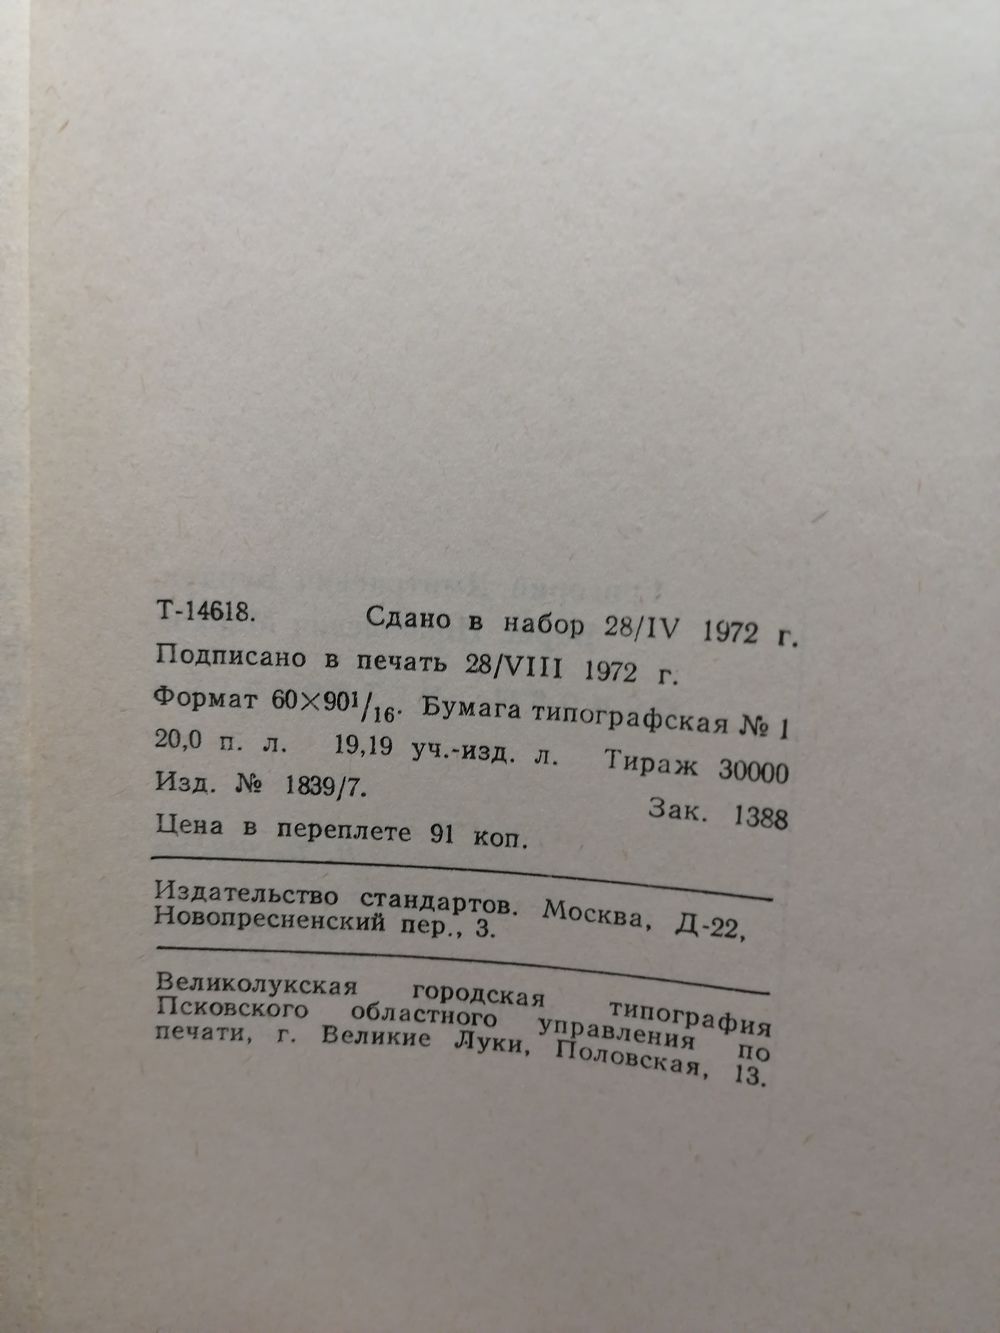 Т-14618. Сдано в набор 28/IV 1972 г.
Подписано в печать 28/VIII 1972 г.
Формат 60×90¹/₁₆. Бумага типографская № 1
20,0 п. л. 19,19 уч.-изд. л. Тираж 30000
Изд. № 1839/7. Зак. 1388
Цена в переплете 91 коп.
Издательство стандартов. Москва, Д-22,
Новопресненский пер., 3.
Великолукская городская типография
Псковского областного управления по
печати, г. Великие Луки, Половская, 13.